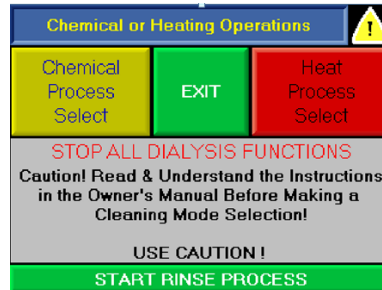 Chemical or Heating Operations
!
Chemical
Process
Select
EXIT
Heat
Process
Select
STOP ALL DIALYSIS FUNCTIONS
Caution! Read & Understand the Instructions
in the Owner's Manual Before Making a
Cleaning Mode Selection!
USE CAUTION !
START RINSE PROCESS